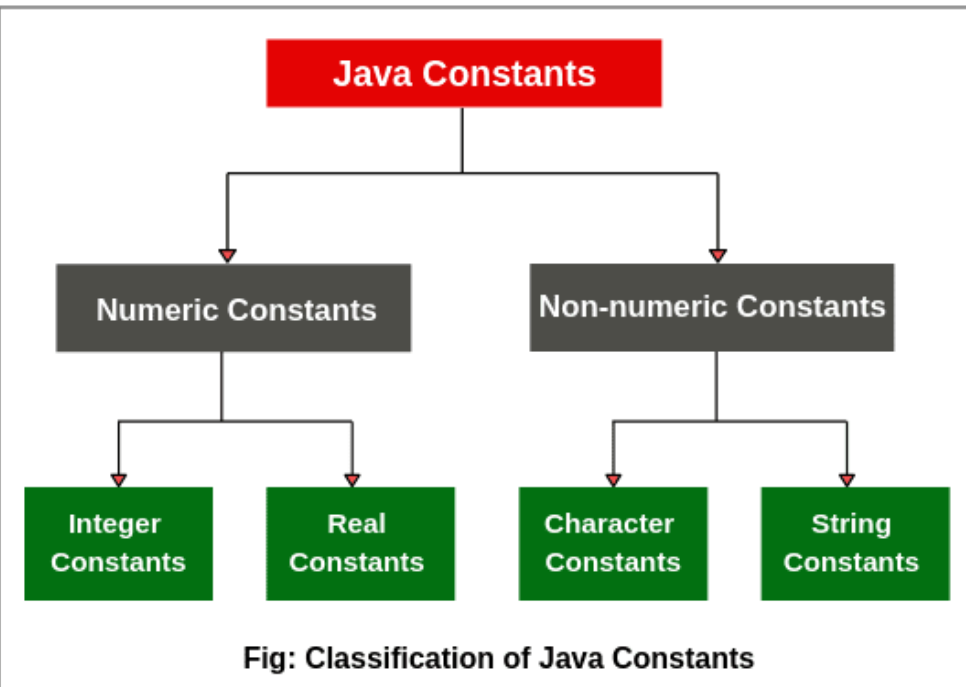 Java Constants
Numeric Constants
Non-numeric Constants
Integer
Constants
Real
Constants
Character
Constants
String
Constants
Fig: Classification of Java Constants